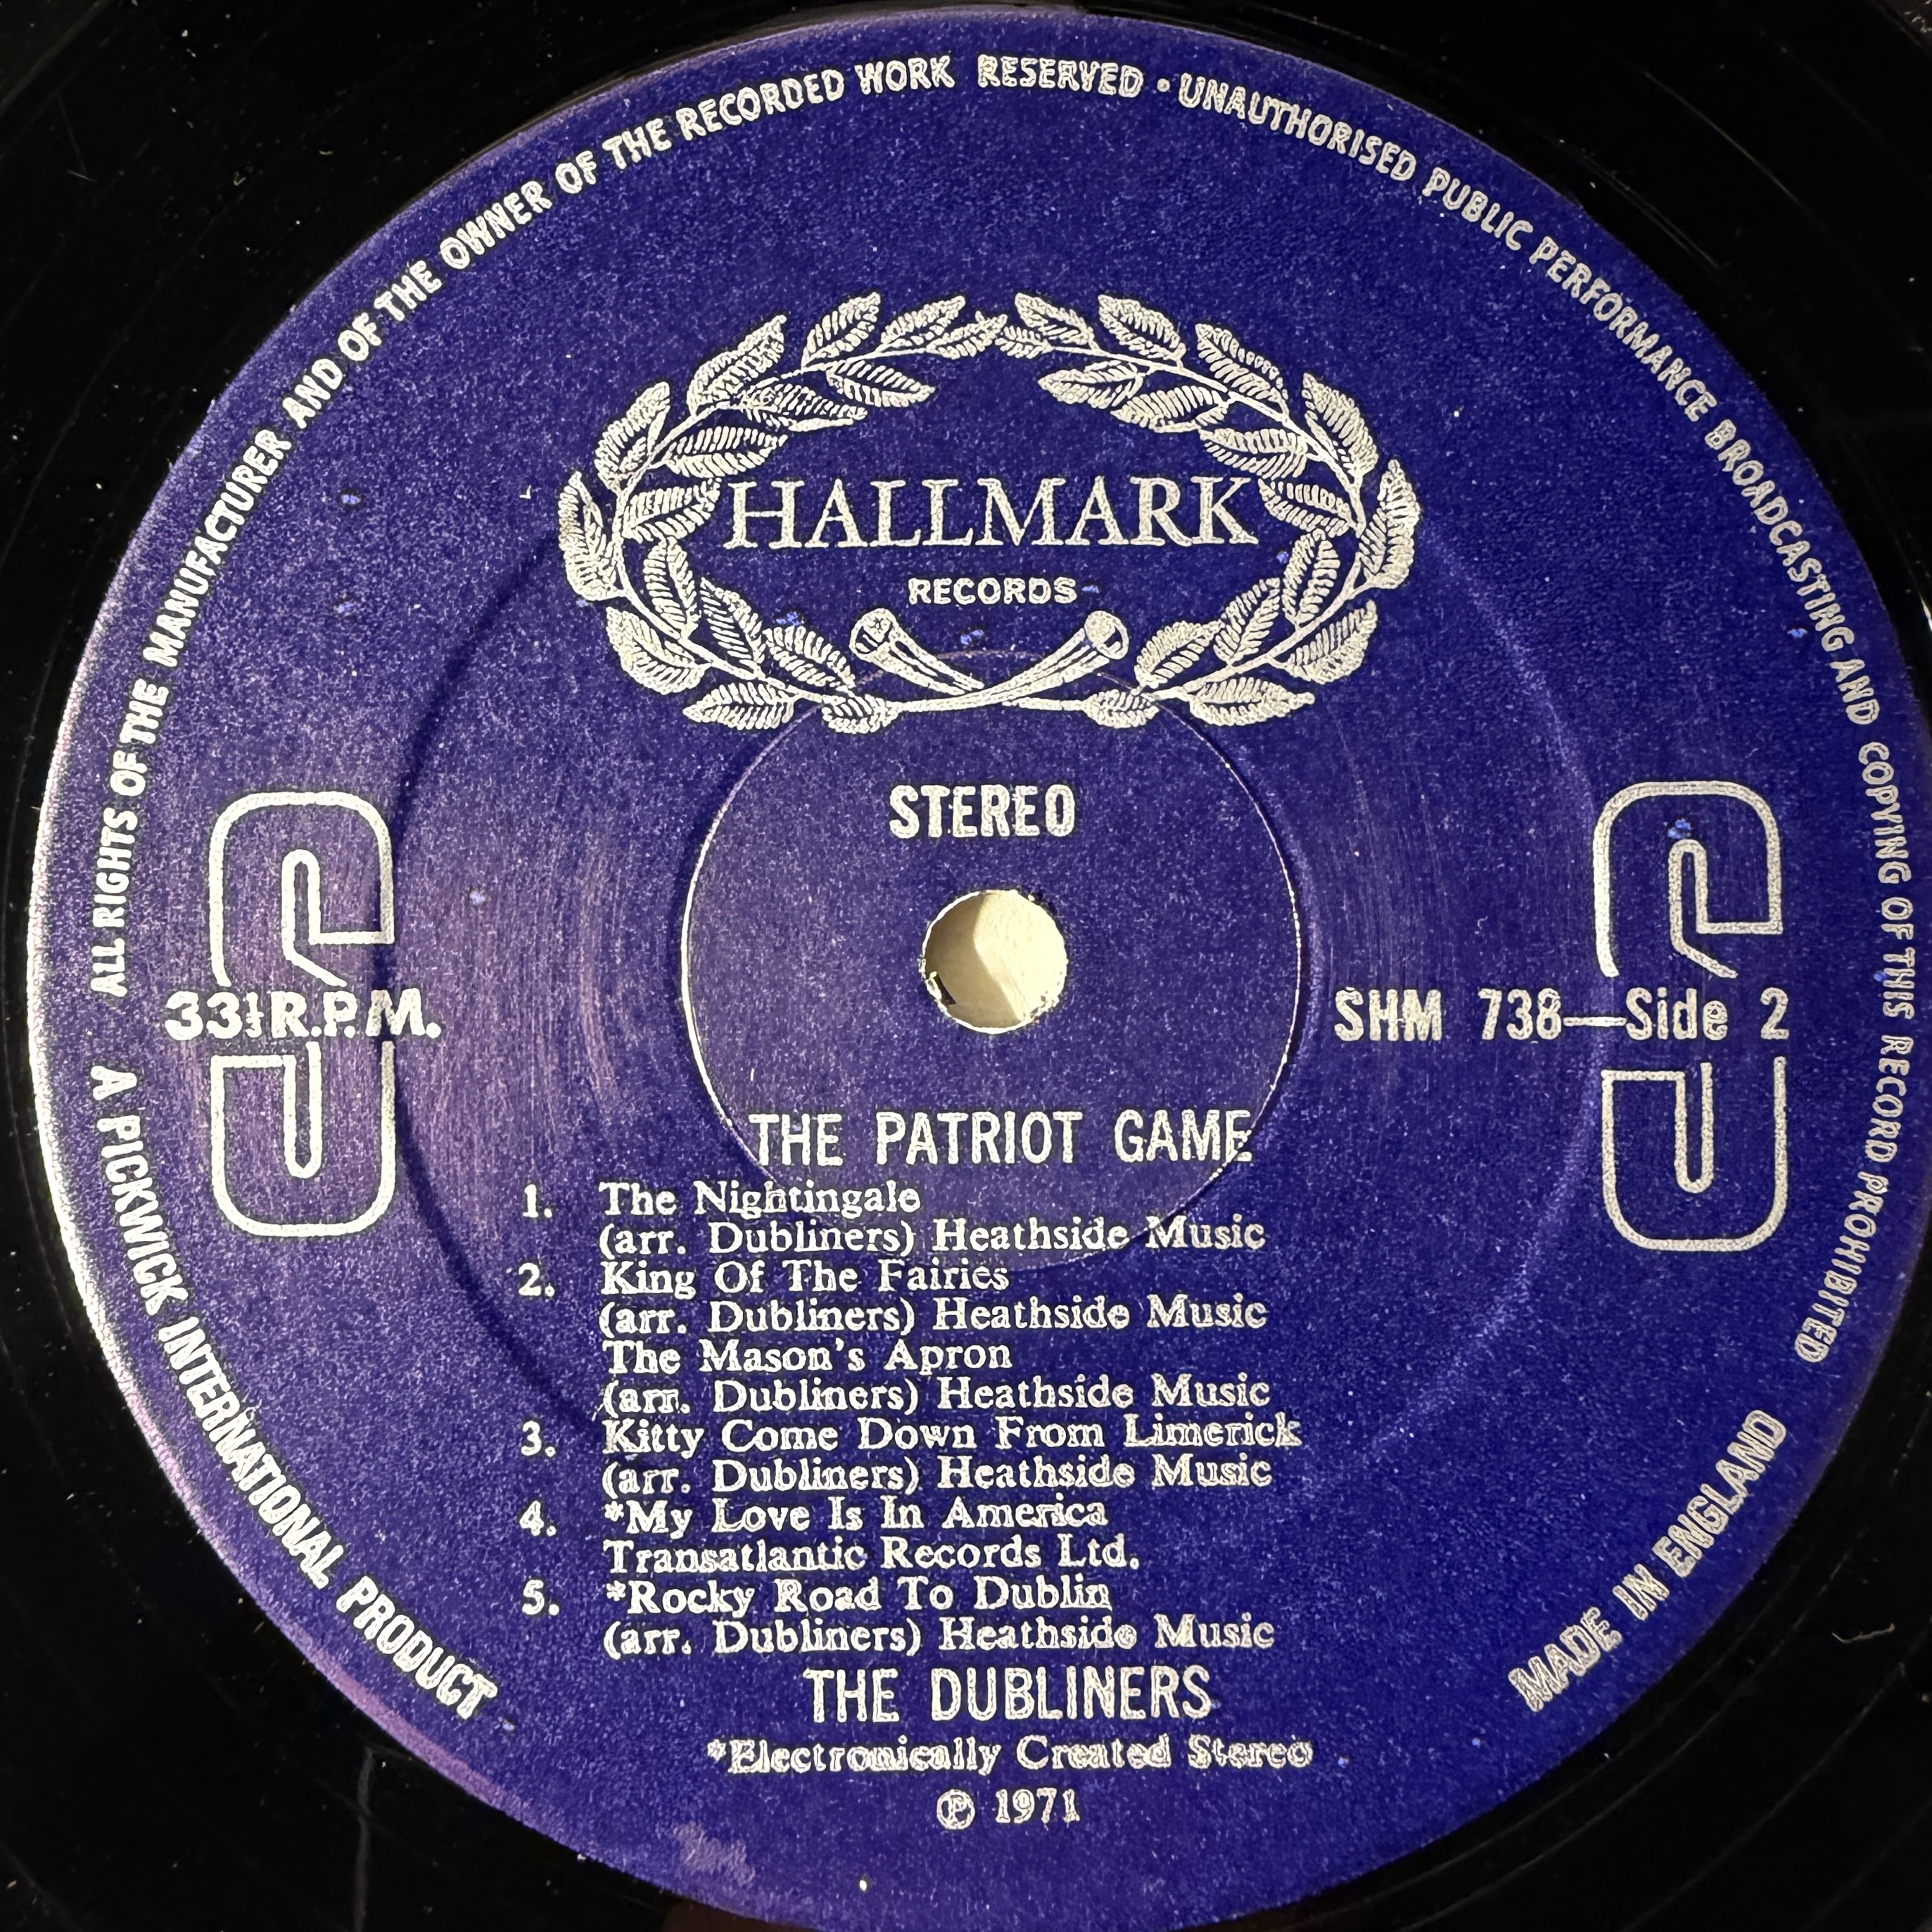 ALL RIGHTS OF THE MANUFACTURER AND OF THE OWNER OF THE RECORDED WORK RESERVED • UNAUTHORISED PUBLIC PERFORMANCE BROADCASTING AND COPYING OF THIS RECORD PROHIBITED
HALLMARK
RECORDS
STEREO
S
S
33⅓ R.P.M.
SHM 738—Side 2
THE PATRIOT GAME
1. The Nightingale
(arr. Dubliners) Heathside Music
2. King Of The Fairies
(arr. Dubliners) Heathside Music
The Mason's Apron
(arr. Dubliners) Heathside Music
3. Kitty Come Down From Limerick
(arr. Dubliners) Heathside Music
4. *My Love Is In America
Transatlantic Records Ltd.
5. *Rocky Road To Dublin
(arr. Dubliners) Heathside Music
THE DUBLINERS
*Electronically Created Stereo
℗ 1971
A PICKWICK INTERNATIONAL PRODUCT
MADE IN ENGLAND